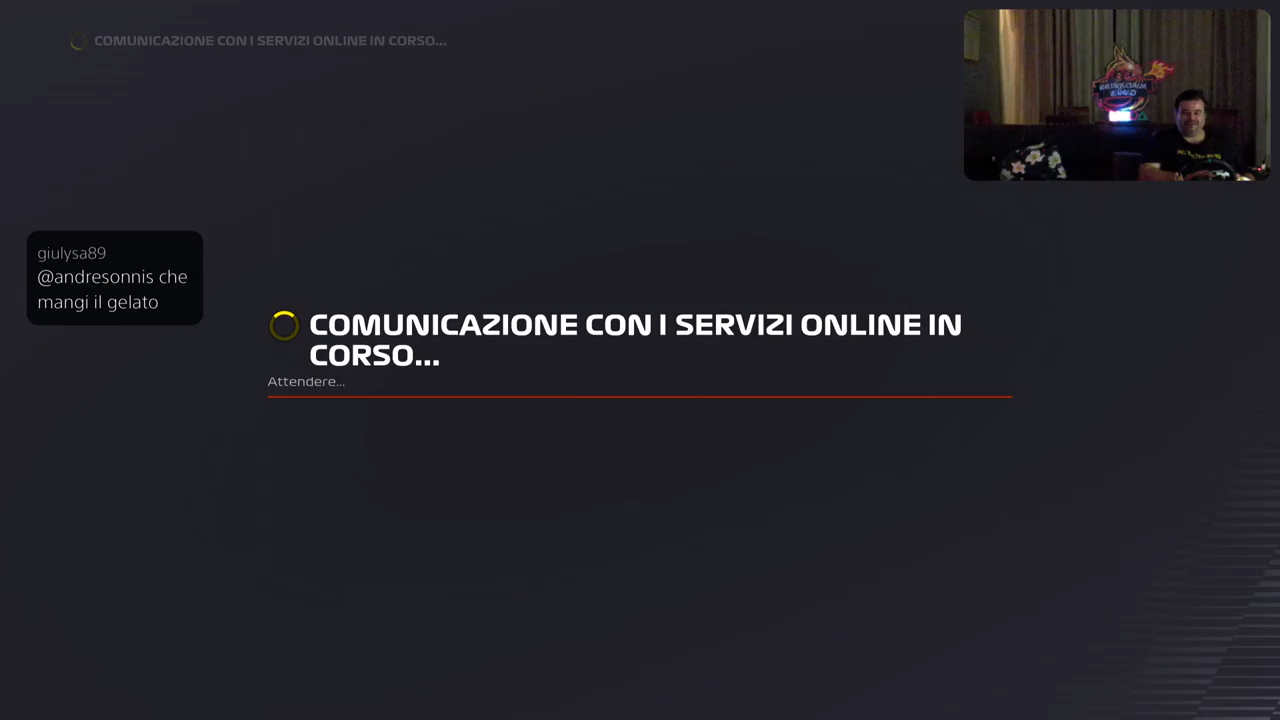 COMUNICAZIONE CON I SERVIZI ONLINE IN CORSO...
giulysa89
@andresonnis che
mangi il gelato
COMUNICAZIONE CON I SERVIZI ONLINE IN
CORSO...
Attendere...